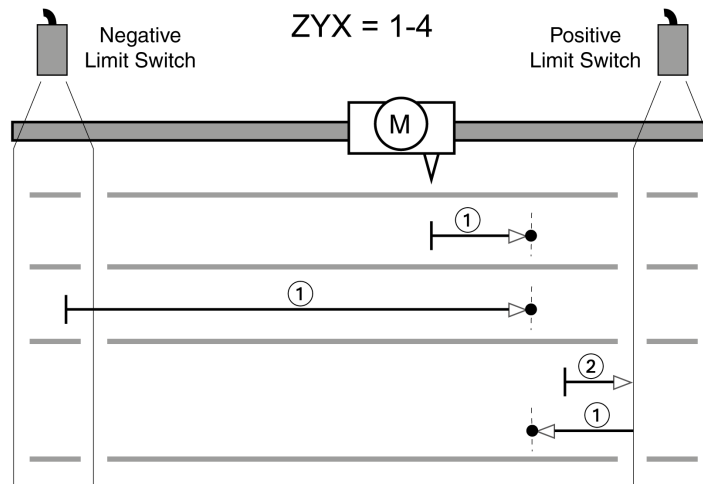 ZYX = 1-4
Negative
Limit Switch
Positive
Limit Switch
M
1
1
2
1